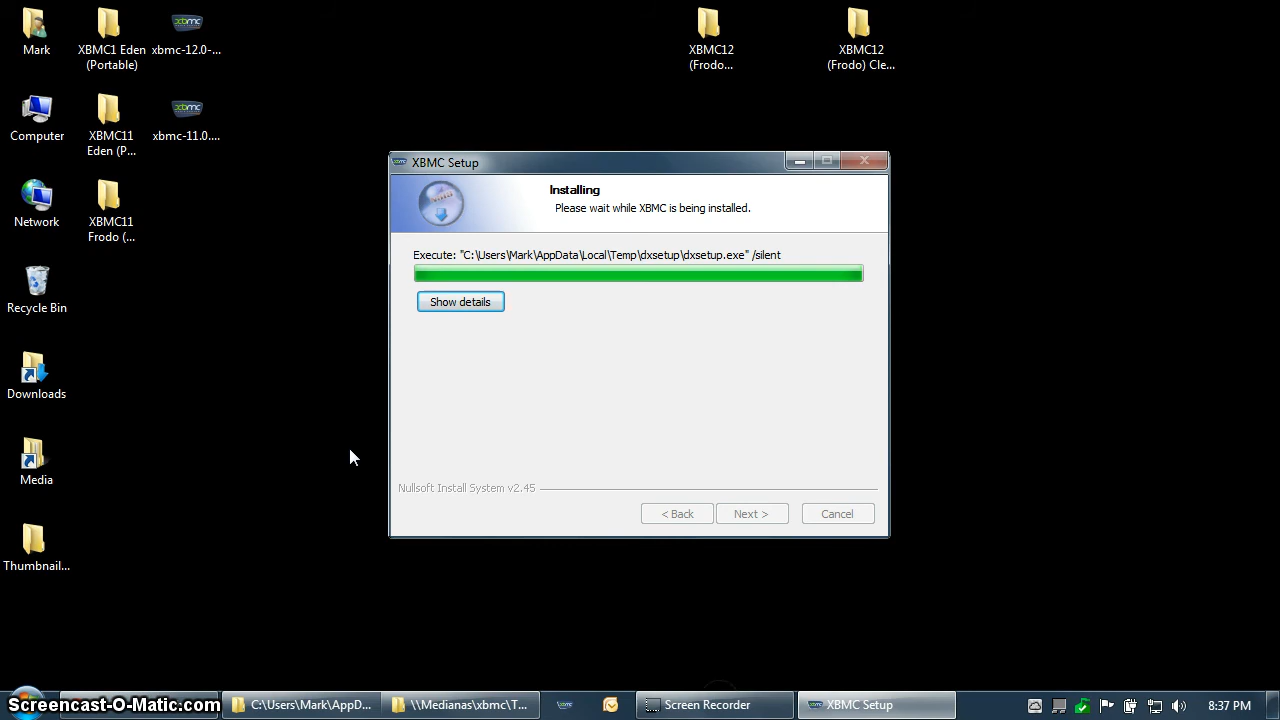 Mark
XBMC1 Eden
(Portable)
xbmc-12.0-...
XBMC12
(Frodo...
XBMC12
(Frodo) Cle...
Computer
XBMC11
Eden (P...
xbmc-11.0....
Network
XBMC11
Frodo (...
Recycle Bin
Downloads
Media
Thumbnail...
XBMC Setup
Installing
Please wait while XBMC is being installed.
Execute: "C:\Users\Mark\AppData\Local\Temp\dxsetup\dxsetup.exe" /silent
Show details
Nullsoft Install System v2.45
< Back
Next >
Cancel
Screencast-O-Matic.com
C:\Users\Mark\AppD...
\\Medianas\xbmc\T...
Screen Recorder
XBMC Setup
8:37 PM